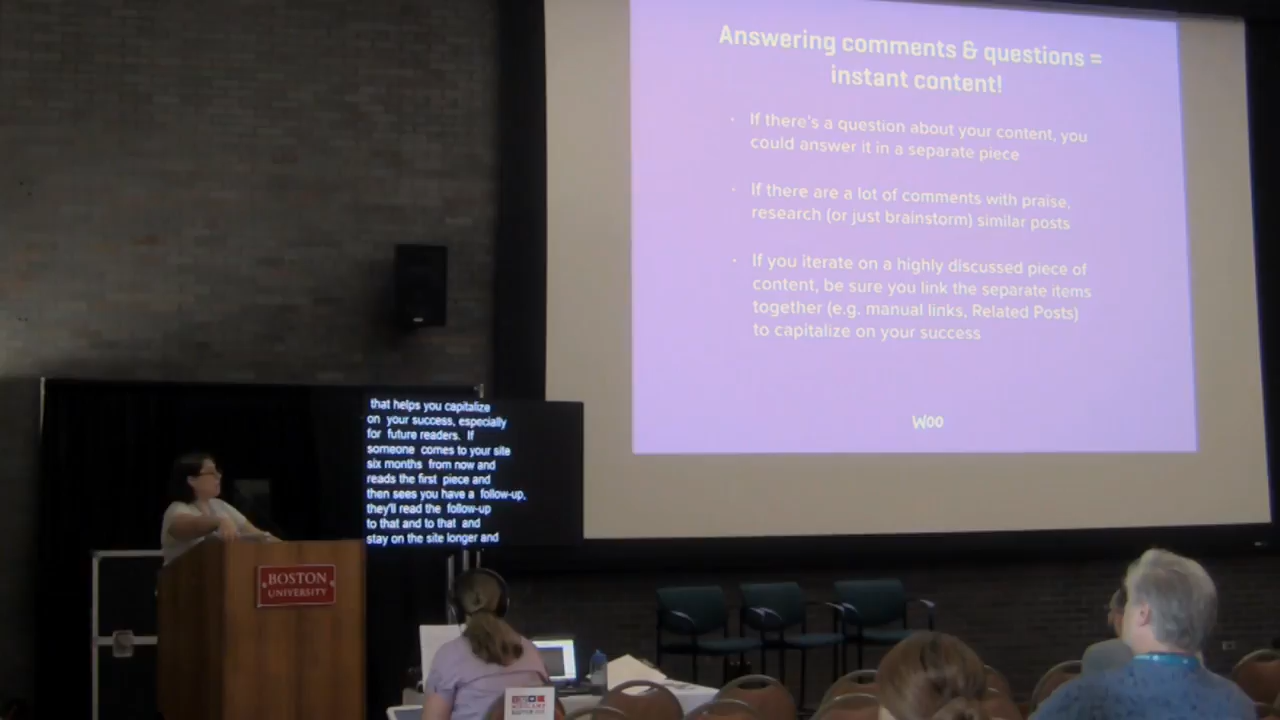 Answering comments & questions =
instant content!
· If there's a question about your content, you
could answer it in a separate piece
· If there are a lot of comments with praise,
research (or just brainstorm) similar posts
· If you iterate on a highly discussed piece of
content, be sure you link the separate items
together (e.g. manual links, Related Posts)
to capitalize on your success
Woo
that helps you capitalize
on your success, especially
for future readers. If
someone comes to your site
six months from now and
reads the first piece and
then sees you have a follow-up,
they'll read the follow-up
to that and to that and
stay on the site longer and
BOSTON
UNIVERSITY